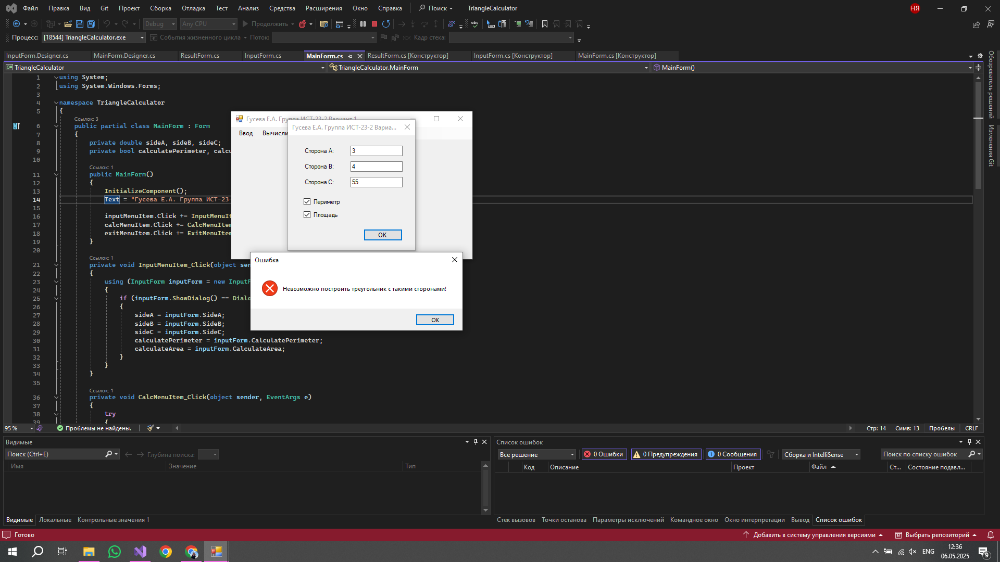 Файл Правка Вид Git Проект Сборка Отладка Тест Анализ Средства Расширения Окно Справка Поиск TriangleCalculator НЯ
Debug Any CPU Продолжить
Процесс: [18544] TriangleCalculator.exe События жизненного цикла Поток: Кадр стека:
InputForm.Designer.cs MainForm.Designer.cs ResultForm.cs InputForm.cs MainForm.cs ResultForm.cs [Конструктор] InputForm.cs [Конструктор] MainForm.cs [Конструктор]
C# TriangleCalculator TriangleCalculator.MainForm MainForm()
Обозреватель решений
Изменения Git
1 using System;
2 using System.Windows.Forms;
3
4 namespace TriangleCalculator
5 {
Ссылок: 3
6 public partial class MainForm : Form
7 {
8 private double sideA, sideB, sideC;
9 private bool calculatePerimeter, calcu
10
Ссылок: 1
11 public MainForm()
12 {
13 InitializeComponent();
14 Text = "Гусева Е.А. Группа ИСТ-23-
15
16 inputMenuItem.Click += InputMenuIt
17 calcMenuItem.Click += CalcMenuItem
18 exitMenuItem.Click += ExitMenuItem
19 }
20
Ссылок: 1
21 private void InputMenuItem_Click(object sen
22 {
23 using (InputForm inputForm = new InputF
24 {
25 if (inputForm.ShowDialog() == Dialo
26 {
27 sideA = inputForm.SideA;
28 sideB = inputForm.SideB;
29 sideC = inputForm.SideC;
30 calculatePerimeter = inputForm.CalculatePerimeter;
31 calculateArea = inputForm.CalculateArea;
32 }
33 }
34 }
35
Ссылок: 1
36 private void CalcMenuItem_Click(object sender, EventArgs e)
37 {
38 try
39 {
Гусева Е.А. Группа ИСТ-23-2 Вариант 1
Ввод Вычисли
Гусева Е.А. Группа ИСТ-23-2 Вариа...
Сторона A: 3
Сторона B: 4
Сторона C: 55
Периметр
Площадь
OK
Ошибка
Невозможно построить треугольник с такими сторонами!
OK
95 % Проблемы не найдены. Стр: 14 Симв: 13 Пробелы CRLF
Видимые
Поиск (Ctrl+E) Глубина поиска:
Имя Значение Тип
Видимые Локальные Контрольные значения 1
Список ошибок
Все решение 0 Ошибки 0 Предупреждения 0 Сообщения Сборка и IntelliSense Поиск по списку ошибок
Код Описание Проект Файл Ст... Состояние подавл...
Стек вызовов Точки останова Параметры исключений Командное окно Окно интерпретации Вывод Список ошибок
Готово Добавить в систему управления версиями Выбрать репозиторий
ENG 12:36
06.05.2025
9